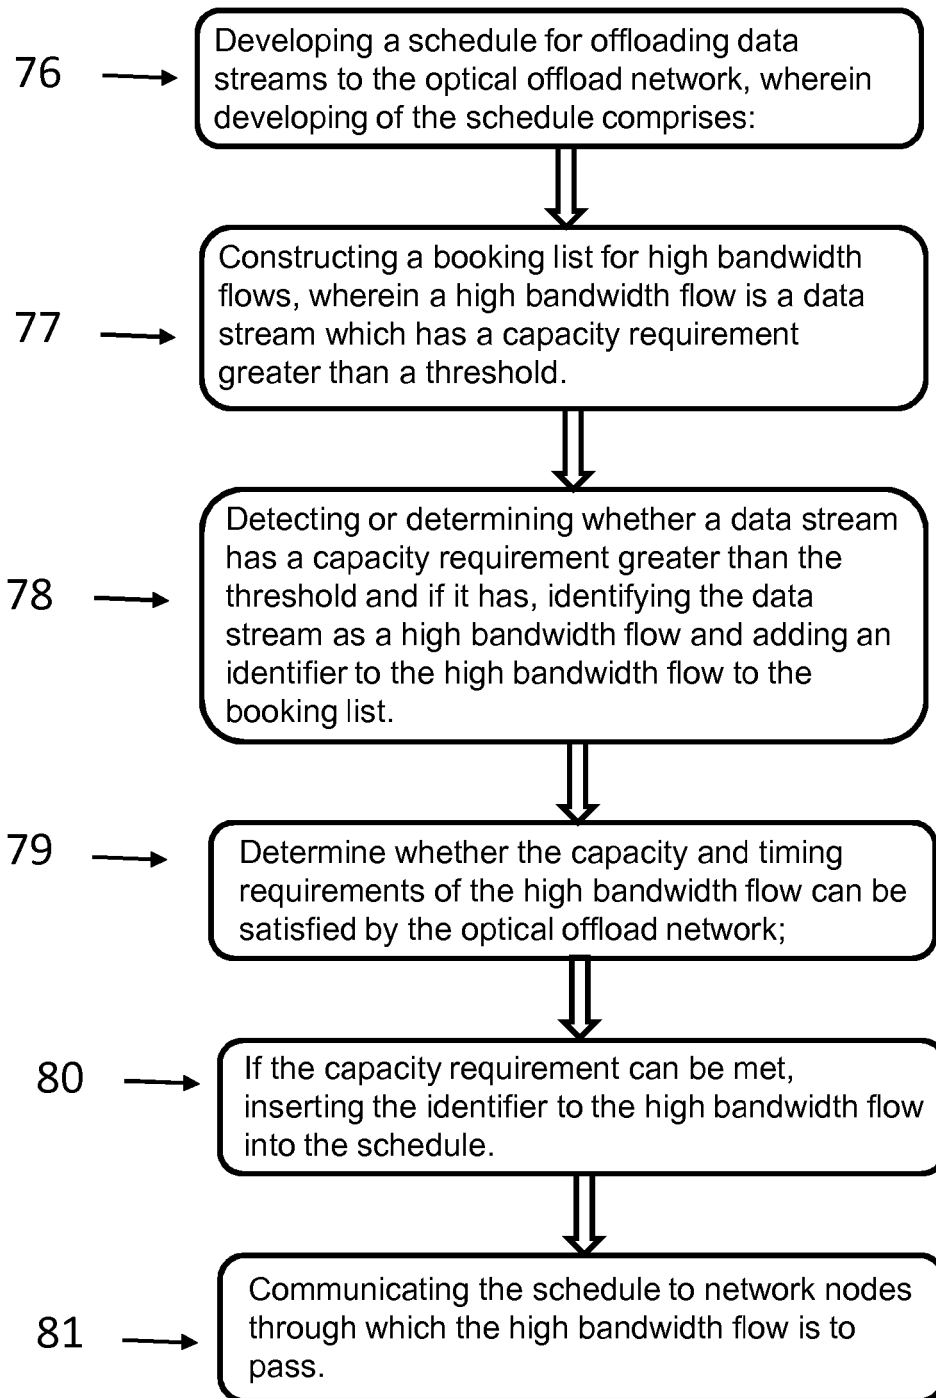 76
Developing a schedule for offloading data
streams to the optical offload network, wherein
developing of the schedule comprises:
77
Constructing a booking list for high bandwidth
flows, wherein a high bandwidth flow is a data
stream which has a capacity requirement
greater than a threshold.
78
Detecting or determining whether a data stream
has a capacity requirement greater than the
threshold and if it has, identifying the data
stream as a high bandwidth flow and adding an
identifier to the high bandwidth flow to the
booking list.
79
Determine whether the capacity and timing
requirements of the high bandwidth flow can be
satisfied by the optical offload network;
80
If the capacity requirement can be met,
inserting the identifier to the high bandwidth flow
into the schedule.
81
Communicating the schedule to network nodes
through which the high bandwidth flow is to
pass.